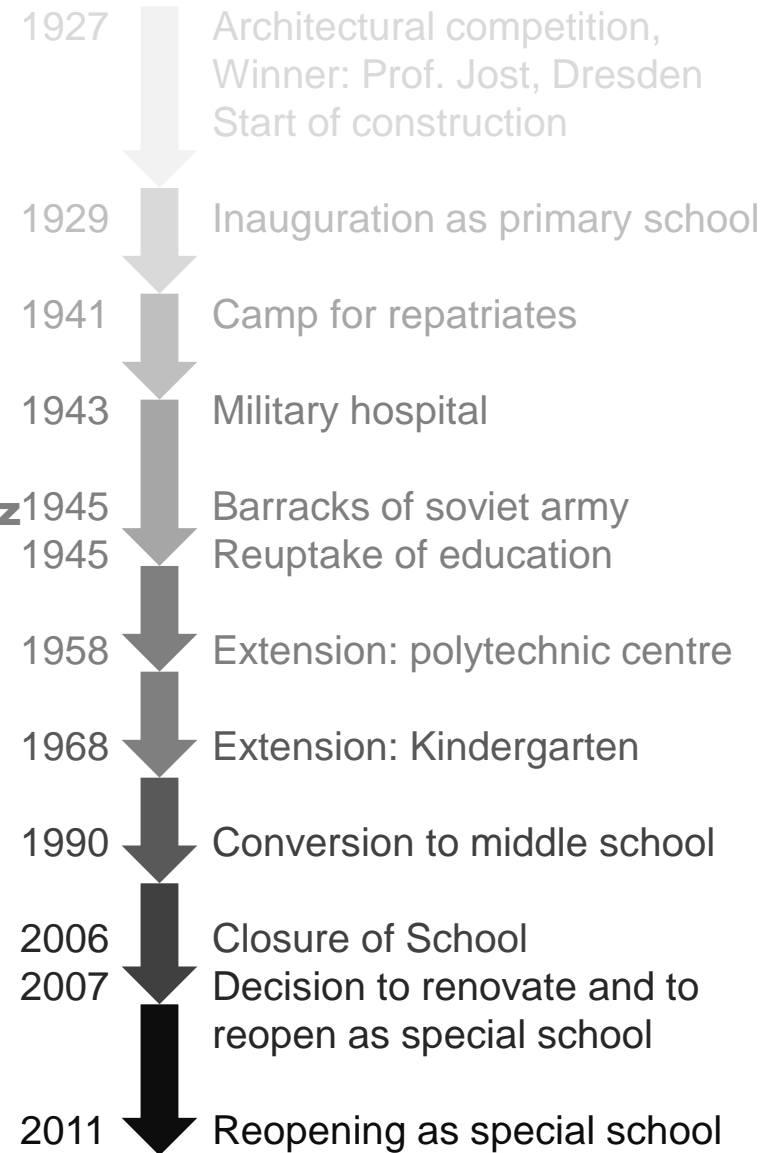 1927 Architectural competition,
Winner: Prof. Jost, Dresden
Start of construction
1929 Inauguration as primary school
1941 Camp for repatriates
1943 Military hospital
z 1945 Barracks of soviet army
1945 Reuptake of education
1958 Extension: polytechnic centre
1968 Extension: Kindergarten
1990 Conversion to middle school
2006 Closure of School
2007 Decision to renovate and to
reopen as special school
2011 Reopening as special school